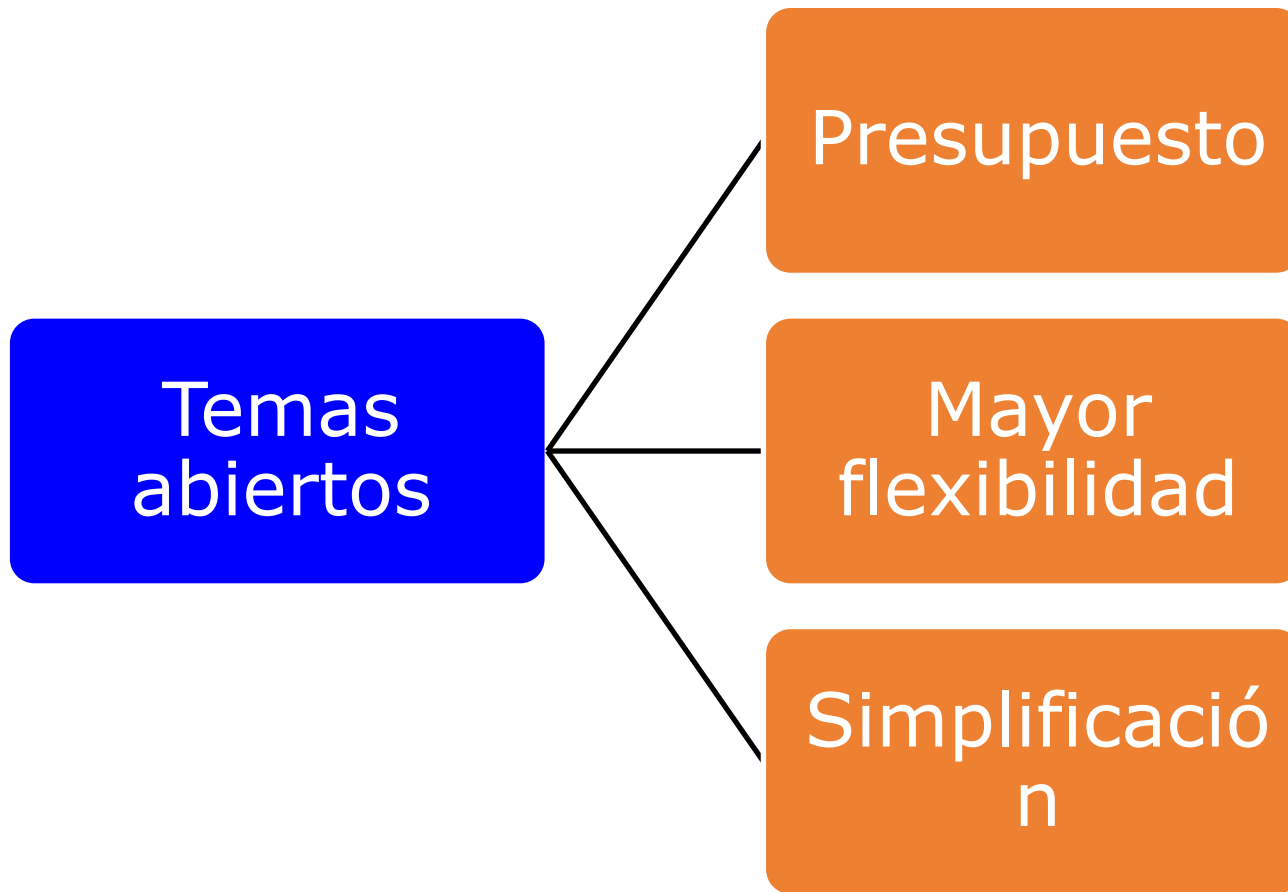 Presupuesto
Temas
abiertos
Mayor
flexibilidad
Simplificació
n